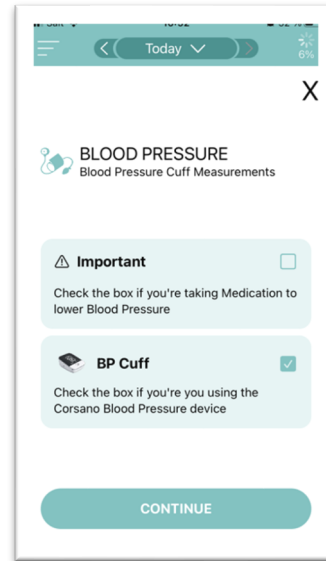 Today
6%
X
BLOOD PRESSURE
Blood Pressure Cuff Measurements
Important
Check the box if you're taking Medication to
lower Blood Pressure
BP Cuff
Check the box if you're you using the
Corsano Blood Pressure device
CONTINUE